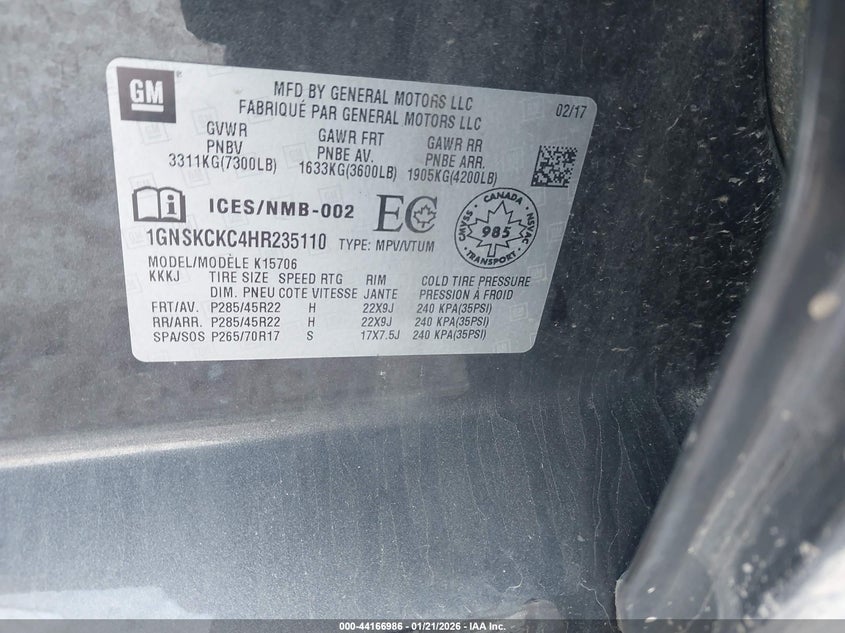 GM
MFD BY GENERAL MOTORS LLC
FABRIQUÉ PAR GENERAL MOTORS LLC
02/17
GVWR GAWR FRT GAWR RR
PNBV PNBE AV. PNBE ARR.
3311KG(7300LB) 1633KG(3600LB) 1905KG(4200LB)
ICES/NMB-002 EC
CANADA
CMVSS 985 NSVAC
TRANSPORT
1GNSKCKC4HR235110 TYPE: MPV/VTUM
MODEL/MODÈLE K15706
KKKJ TIRE SIZE SPEED RTG RIM COLD TIRE PRESSURE
DIM. PNEU COTE VITESSE JANTE PRESSION À FROID
FRT/AV. P285/45R22 H 22X9J 240 KPA(35PSI)
RR/ARR. P285/45R22 H 22X9J 240 KPA(35PSI)
SPA/SOS P265/70R17 S 17X7.5J 240 KPA(35PSI)
000-44166986 - 01/21/2026 - IAA Inc.